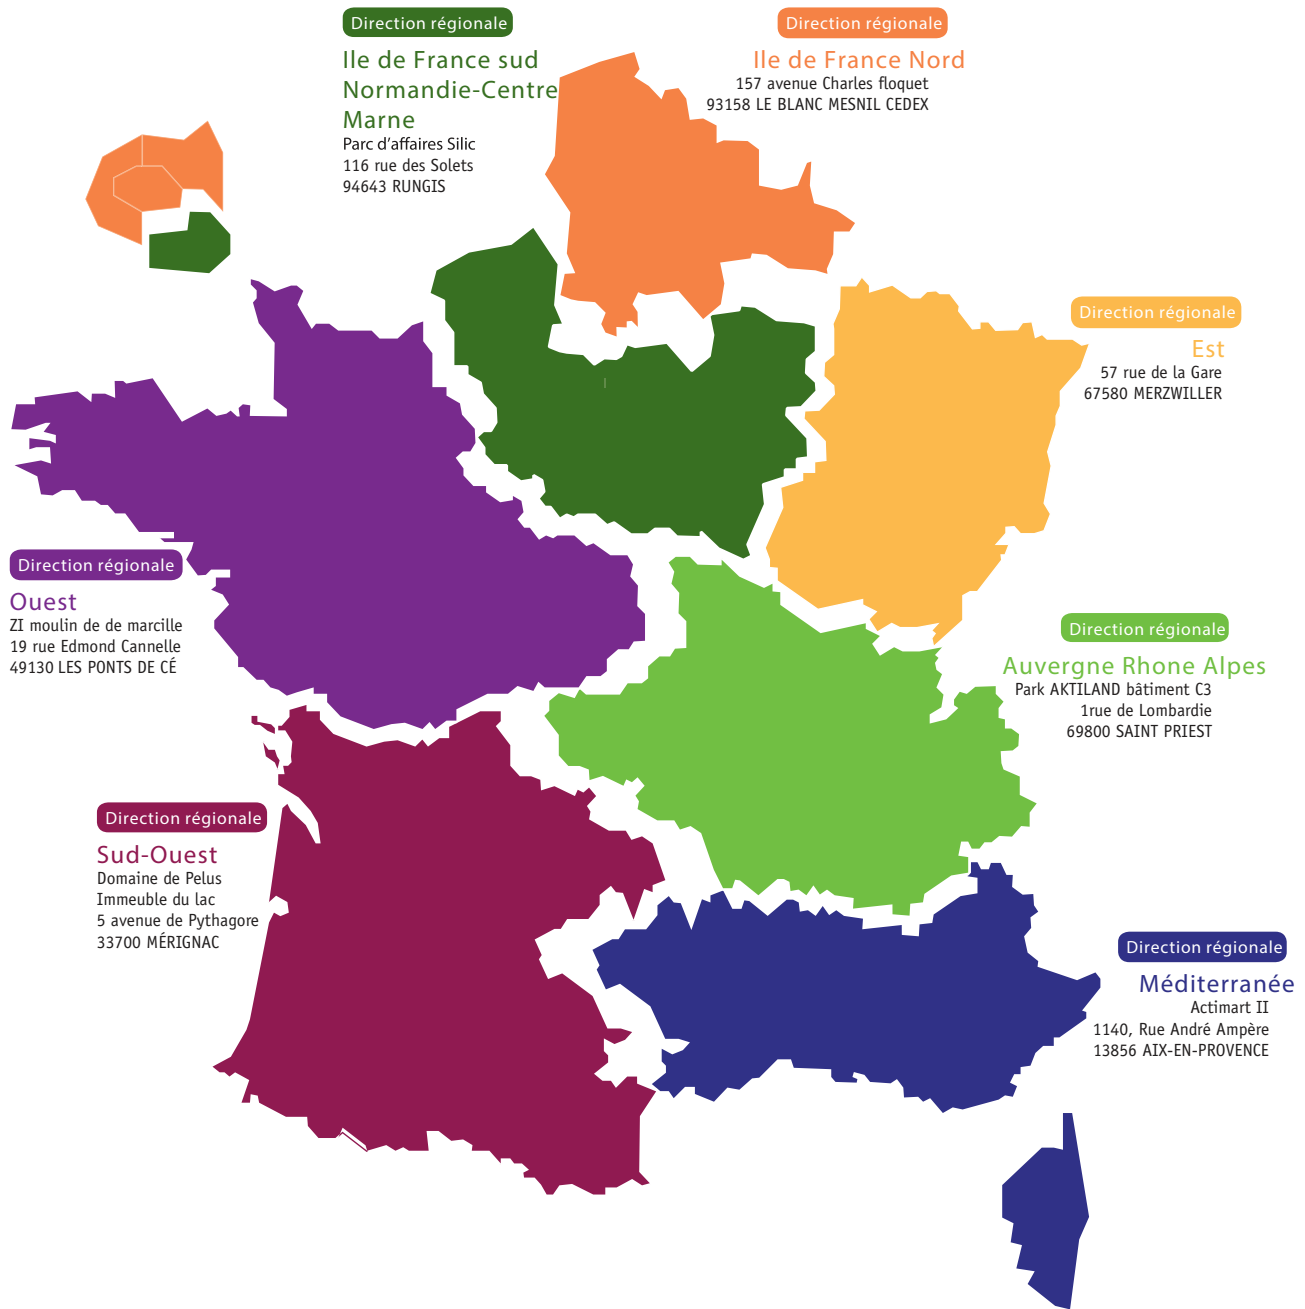 Direction régionale
Ile de France sud
Normandie-Centre
Marne
Parc d'affaires Silic
116 rue des Solets
94643 RUNGIS
Direction régionale
Ile de France Nord
157 avenue Charles floquet
93158 LE BLANC MESNIL CEDEX
Direction régionale
Est
57 rue de la Gare
67580 MERZWILLER
Direction régionale
Ouest
ZI moulin de de marcille
19 rue Edmond Cannelle
49130 LES PONTS DE CÉ
Direction régionale
Auvergne Rhone Alpes
Park AKTILAND bâtiment C3
1rue de Lombardie
69800 SAINT PRIEST
Direction régionale
Sud-Ouest
Domaine de Pelus
Immeuble du lac
5 avenue de Pythagore
33700 MÉRIGNAC
Direction régionale
Méditerranée
Actimart II
1140, Rue André Ampère
13856 AIX-EN-PROVENCE